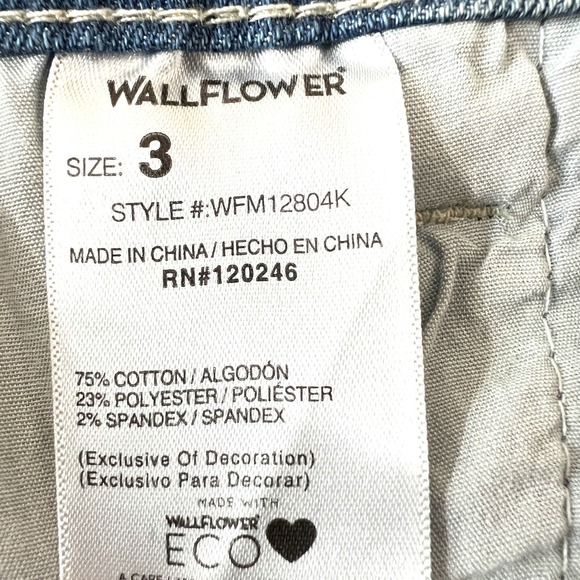 WALLFLOWER
SIZE: 3
STYLE #:WFM12804K
MADE IN CHINA / HECHO EN CHINA
RN#120246
75% COTTON / ALGODÓN
23% POLYESTER / POLIÉSTER
2% SPANDEX / SPANDEX
(Exclusive Of Decoration)
(Exclusivo Para Decorar)
MADE WITH
WALLFLOWER
ECO